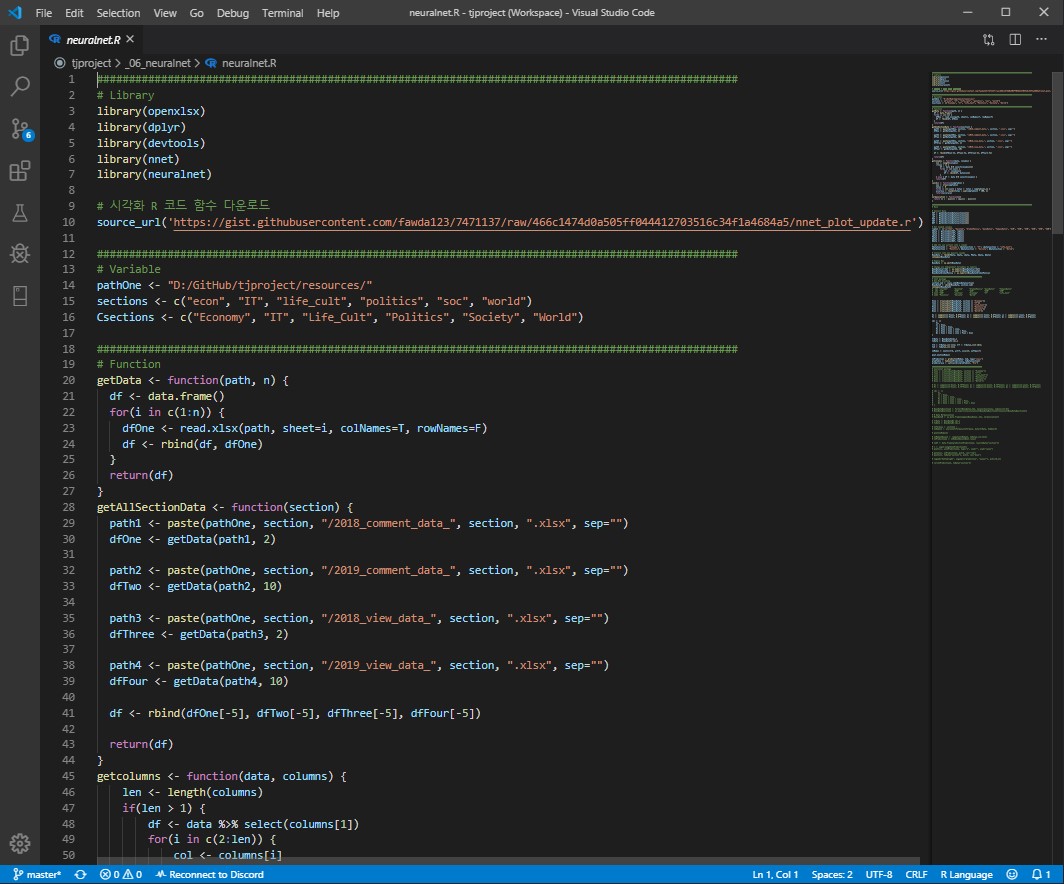 File Edit Selection View Go Debug Terminal Help neuralnet.R - tjproject (Workspace) - Visual Studio Code
neuralnet.R
tjproject > _06_neuralnet > neuralnet.R
1 ####################################################################################################
2 # Library
3 library(openxlsx)
4 library(dplyr)
5 library(devtools)
6 library(nnet)
7 library(neuralnet)
8
9 # 시각화 R 코드 함수 다운로드
10 source_url('https://gist.githubusercontent.com/fawda123/7471137/raw/466c1474d0a505ff044412703516c34f1a4684a5/nnet_plot_update.r')
11
12 ####################################################################################################
13 # Variable
14 pathOne <- "D:/GitHub/tjproject/resources/"
15 sections <- c("econ", "IT", "life_cult", "politics", "soc", "world")
16 Csections <- c("Economy", "IT", "Life_Cult", "Politics", "Society", "World")
17
18 ####################################################################################################
19 # Function
20 getData <- function(path, n) {
21 df <- data.frame()
22 for(i in c(1:n)) {
23 dfOne <- read.xlsx(path, sheet=i, colNames=T, rowNames=F)
24 df <- rbind(df, dfOne)
25 }
26 return(df)
27 }
28 getAllSectionData <- function(section) {
29 path1 <- paste(pathOne, section, "/2018_comment_data_", section, ".xlsx", sep="")
30 dfOne <- getData(path1, 2)
31
32 path2 <- paste(pathOne, section, "/2019_comment_data_", section, ".xlsx", sep="")
33 dfTwo <- getData(path2, 10)
34
35 path3 <- paste(pathOne, section, "/2018_view_data_", section, ".xlsx", sep="")
36 dfThree <- getData(path3, 2)
37
38 path4 <- paste(pathOne, section, "/2019_view_data_", section, ".xlsx", sep="")
39 dfFour <- getData(path4, 10)
40
41 df <- rbind(dfOne[-5], dfTwo[-5], dfThree[-5], dfFour[-5])
42
43 return(df)
44 }
45 getcolumns <- function(data, columns) {
46 len <- length(columns)
47 if(len > 1) {
48 df <- data %>% select(columns[1])
49 for(i in c(2:len)) {
50 col <- columns[i]
6
master* 0 0 Reconnect to Discord Ln 1, Col 1 Spaces: 2 UTF-8 CRLF R Language 1